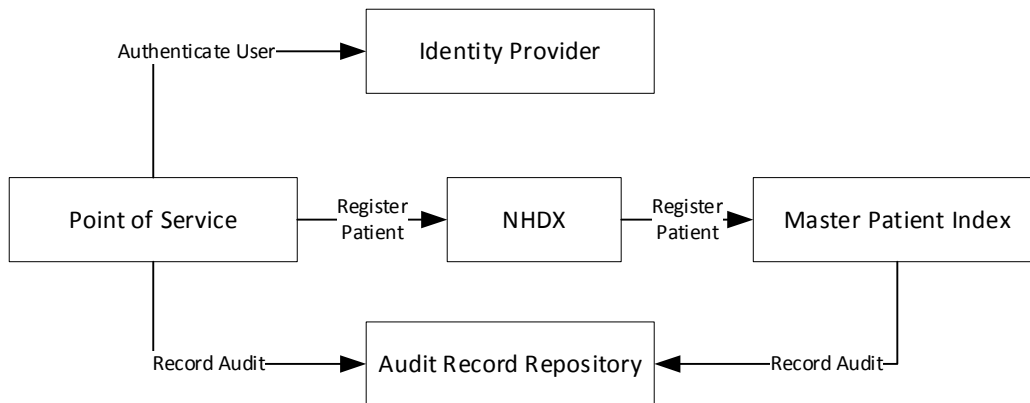 Authenticate User
Identity Provider
Point of Service
Register
Patient
NHDX
Register
Patient
Master Patient Index
Record Audit
Audit Record Repository
Record Audit